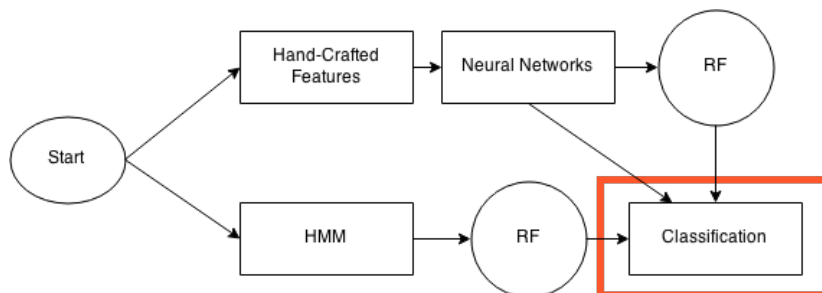 Hand-Crafted
Features
Neural Networks
RF
Start
HMM
RF
Classification